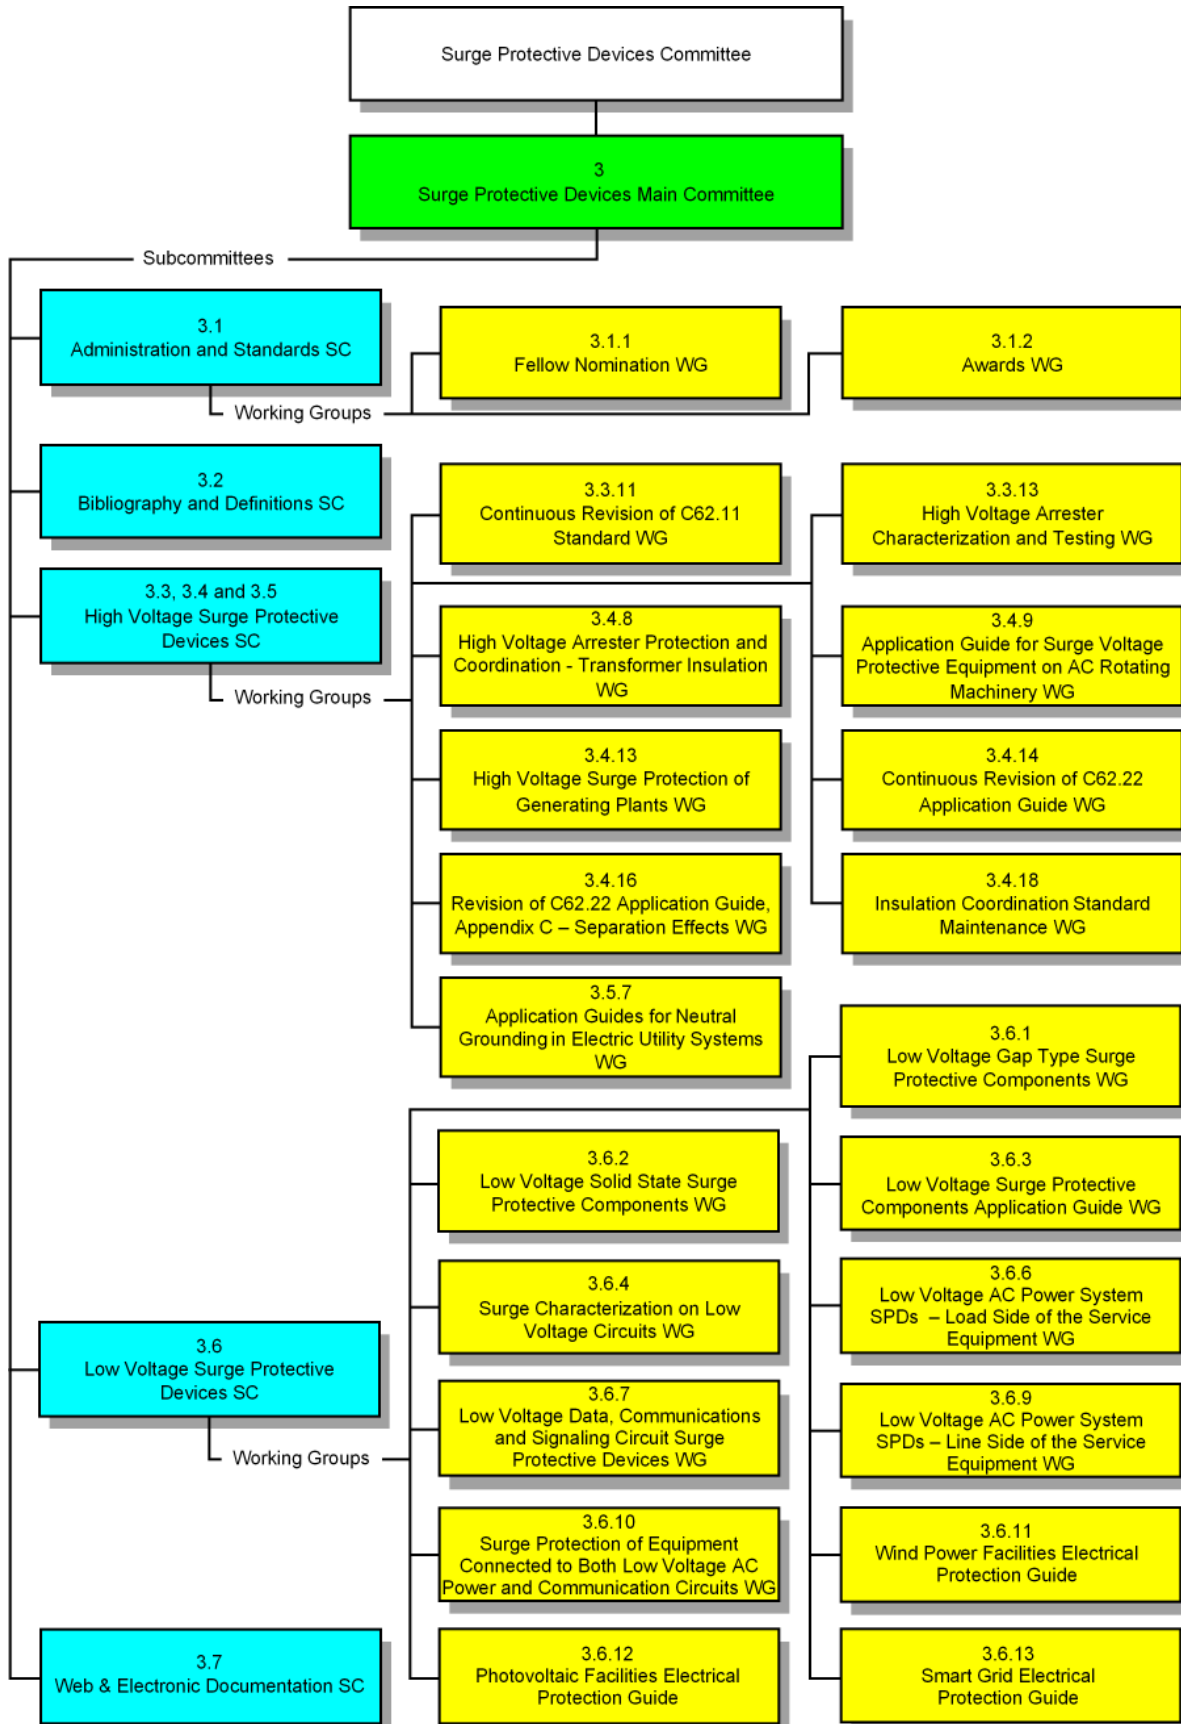 Surge Protective Devices Committee
3
Surge Protective Devices Main Committee
Subcommittees
3.1
Administration and Standards SC
Working Groups
3.1.1
Fellow Nomination WG
3.1.2
Awards WG
3.2
Bibliography and Definitions SC
3.3, 3.4 and 3.5
High Voltage Surge Protective
Devices SC
Working Groups
3.3.11
Continuous Revision of C62.11
Standard WG
3.3.13
High Voltage Arrester
Characterization and Testing WG
3.4.8
High Voltage Arrester Protection and
Coordination - Transformer Insulation
WG
3.4.9
Application Guide for Surge Voltage
Protective Equipment on AC Rotating
Machinery WG
3.4.13
High Voltage Surge Protection of
Generating Plants WG
3.4.14
Continuous Revision of C62.22
Application Guide WG
3.4.16
Revision of C62.22 Application Guide,
Appendix C – Separation Effects WG
3.4.18
Insulation Coordination Standard
Maintenance WG
3.5.7
Application Guides for Neutral
Grounding in Electric Utility Systems
WG
3.6
Low Voltage Surge Protective
Devices SC
Working Groups
3.6.1
Low Voltage Gap Type Surge
Protective Components WG
3.6.2
Low Voltage Solid State Surge
Protective Components WG
3.6.3
Low Voltage Surge Protective
Components Application Guide WG
3.6.4
Surge Characterization on Low
Voltage Circuits WG
3.6.6
Low Voltage AC Power System
SPDs – Load Side of the Service
Equipment WG
3.6.7
Low Voltage Data, Communications
and Signaling Circuit Surge
Protective Devices WG
3.6.9
Low Voltage AC Power System
SPDs – Line Side of the Service
Equipment WG
3.6.10
Surge Protection of Equipment
Connected to Both Low Voltage AC
Power and Communication Circuits WG
3.6.11
Wind Power Facilities Electrical
Protection Guide
3.6.12
Photovoltaic Facilities Electrical
Protection Guide
3.6.13
Smart Grid Electrical
Protection Guide
3.7
Web & Electronic Documentation SC